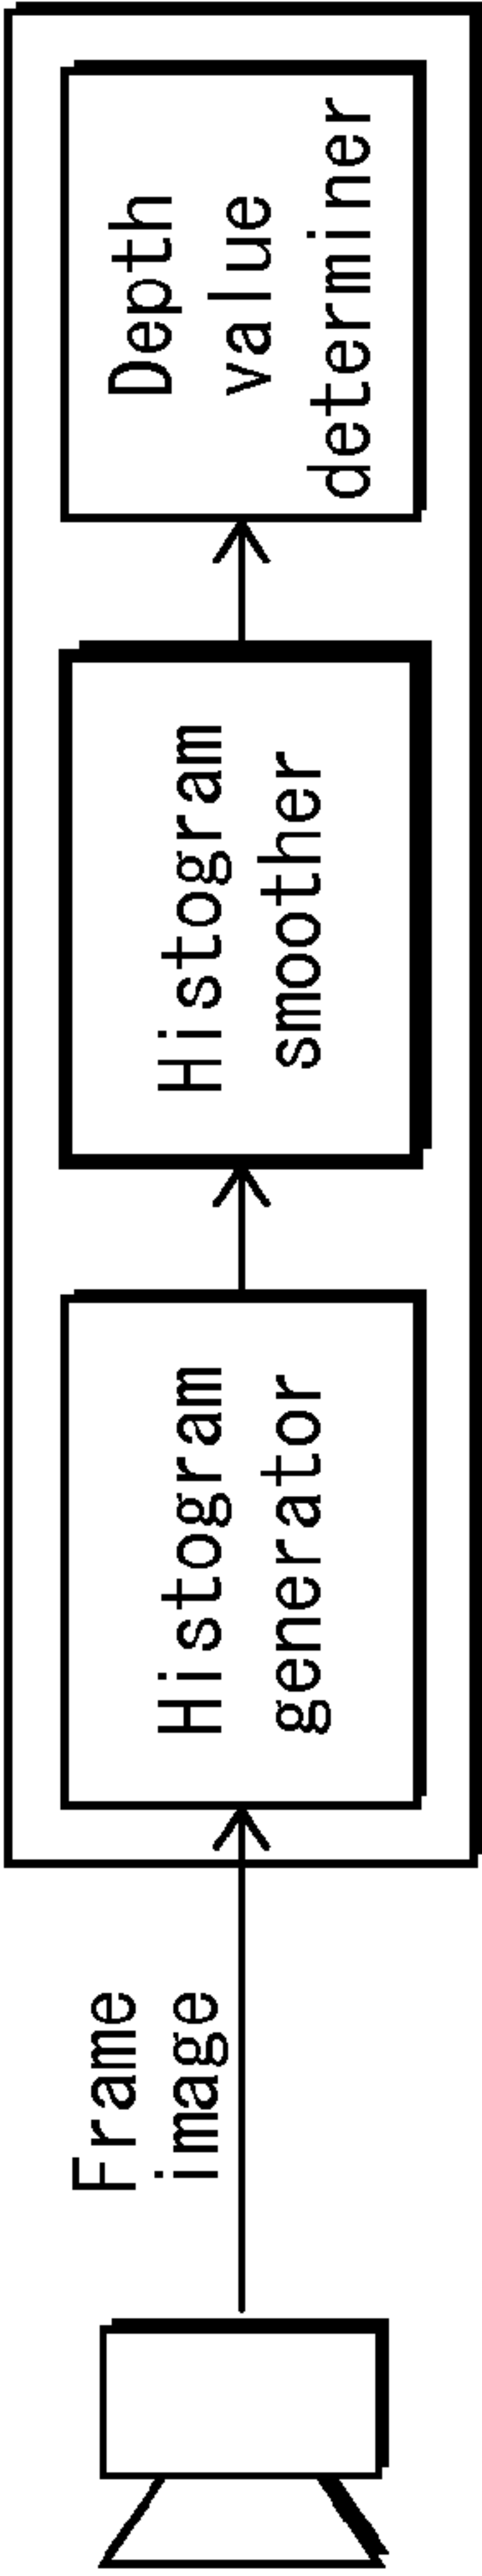 Frame
image
Histogram
generator
Histogram
smoother
Depth
value
determiner